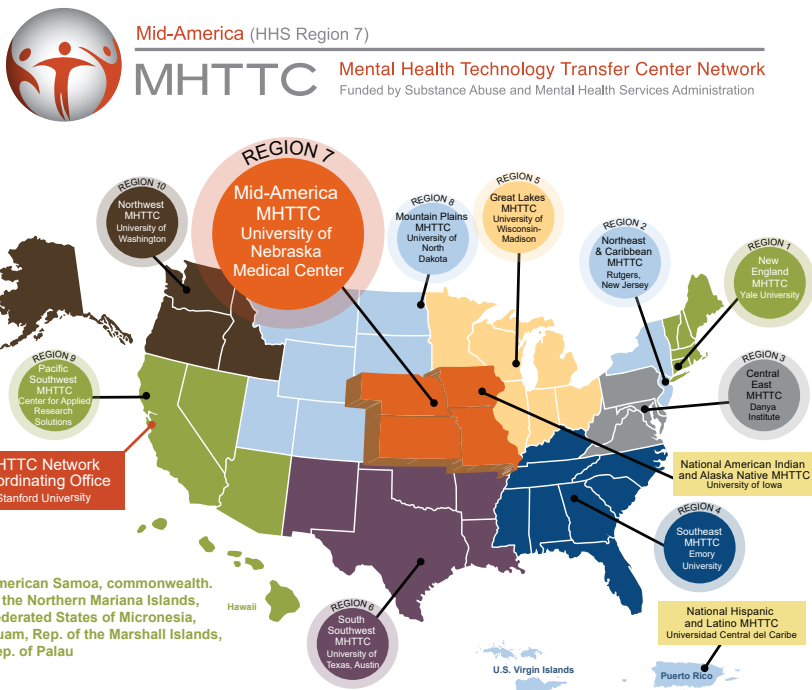 Mid-America (HHS Region 7)
MHTTC
Mental Health Technology Transfer Center Network
Funded by Substance Abuse and Mental Health Services Administration
REGION 10
Northwest
MHTTC
University of
Washington
REGION 7
Mid-America
MHTTC
University of
Nebraska
Medical Center
REGION 8
Mountain Plains
MHTTC
University of
North
Dakota
REGION 5
Great Lakes
MHTTC
University of
Wisconsin-
Madison
REGION 2
Northeast
& Caribbean
MHTTC
Rutgers,
New Jersey
REGION 1
New
England
MHTTC
Yale University
REGION 9
Pacific
Southwest
MHTTC
Center for Applied
Research
Solutions
REGION 3
Central
East
MHTTC
Danya
Institute
HTTC Network
ordinating Office
Stanford University
National American Indian
and Alaska Native MHTTC
University of Iowa
REGION 4
Southeast
MHTTC
Emory
University
merican Samoa, commonwealth.
the Northern Mariana Islands,
ederated States of Micronesia,
uam, Rep. of the Marshall Islands,
ep. of Palau
Hawaii
REGION 6
South
Southwest
MHTTC
University of
Texas, Austin
National Hispanic
and Latino MHTTC
Universidad Central del Caribe
U.S. Virgin Islands
Puerto Rico